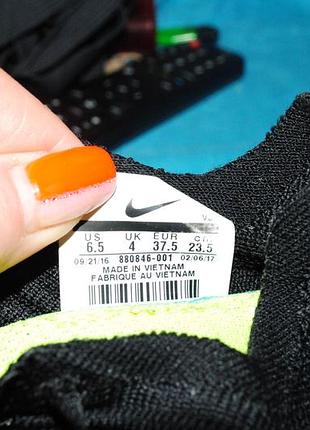 US UK EUR cm
6.5 4 37.5 23.5
09/21/16 880846-001 02/06/17
MADE IN VIETNAM
FABRIQUE AU VIETNAM